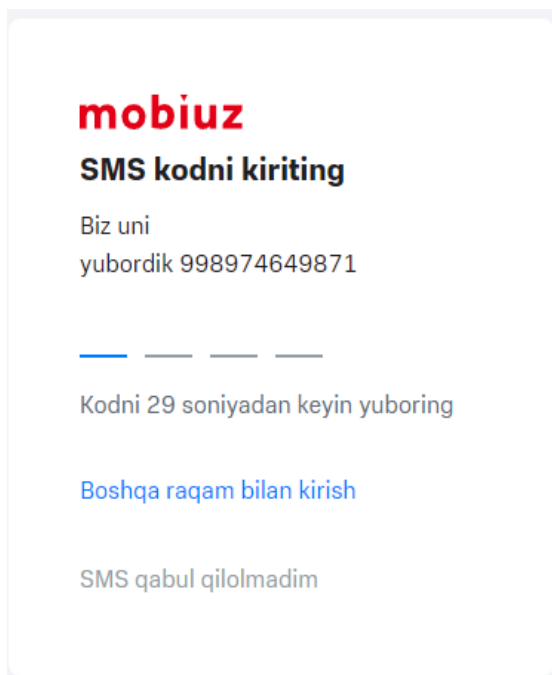 mobiuz
SMS kodni kiriting
Biz uni
yubordik 998974649871
Kodni 29 soniyadan keyin yuboring
Boshqa raqam bilan kirish
SMS qabul qilolmadim